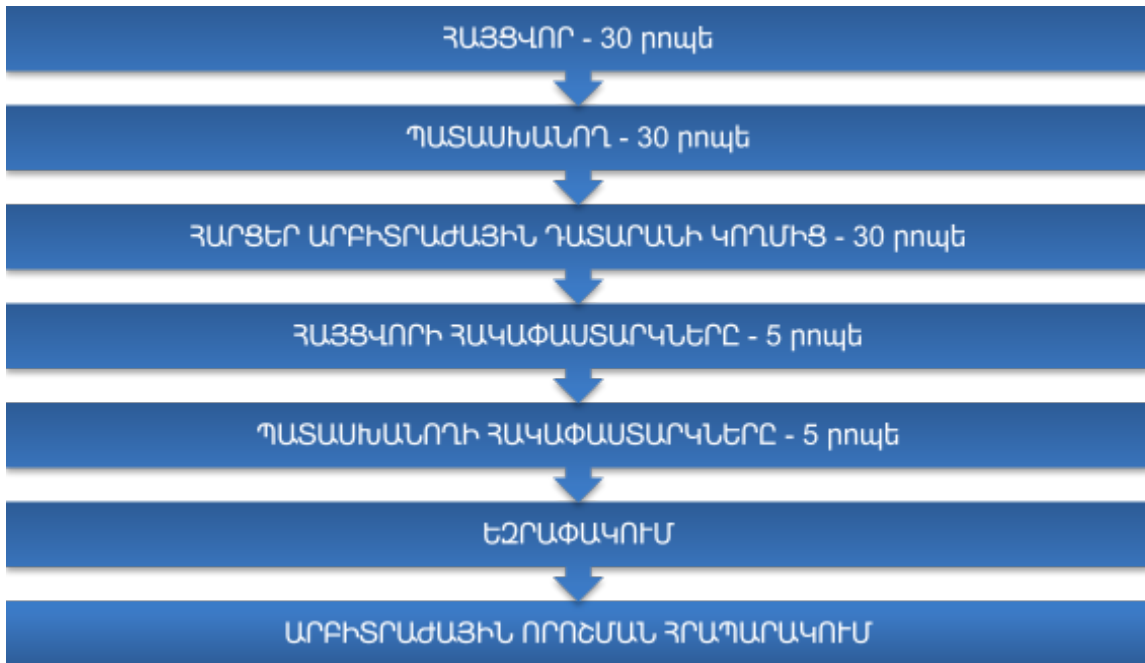 ՀԱՅՑՎՈՐ - 30 րոպե
ՊԱՏԱՍԽԱՆՈՂ - 30 րոպե
ՀԱՐՑԵՐ ԱՐԲԻՏՐԱԺԱՅԻՆ ԴԱՏԱՐԱՆԻ ԿՈՂՄԻՑ - 30 րոպե
ՀԱՅՑՎՈՐԻ ՀԱԿԱՓԱՍՏԱՐԿՆԵՐԸ - 5 րոպե
ՊԱՏԱՍԽԱՆՈՂԻ ՀԱԿԱՓԱՍՏԱՐԿՆԵՐԸ - 5 րոպե
ԵԶՐԱՓԱԿՈՒՄ
ԱՐԲԻՏՐԱԺԱՅԻՆ ՈՐՈՇՄԱՆ ՀՐԱՊԱՐԱԿՈՒՄ